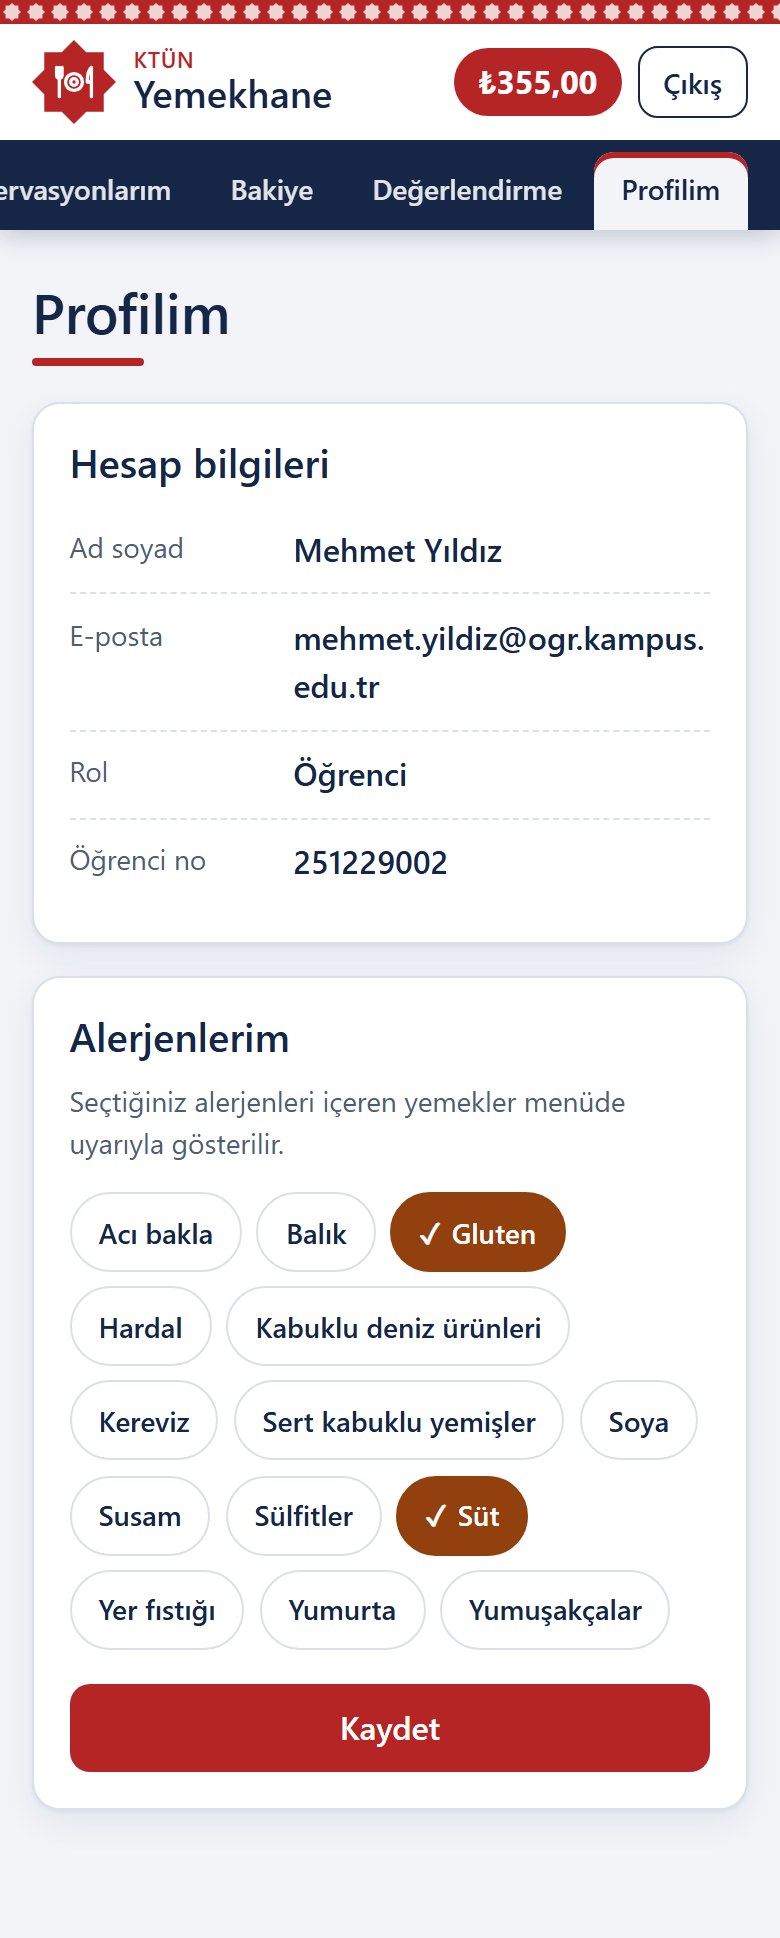 KTÜN
Yemekhane
₺355,00
Çıkış
ervasyonlarım
Bakiye
Değerlendirme
Profilim
Profilim
Hesap bilgileri
Ad soyad
Mehmet Yıldız
E-posta
mehmet.yildiz@ogr.kampus.
edu.tr
Rol
Öğrenci
Öğrenci no
251229002
Alerjenlerim
Seçtiğiniz alerjenleri içeren yemekler menüde
uyarıyla gösterilir.
Acı bakla
Balık
✓ Gluten
Hardal
Kabuklu deniz ürünleri
Kereviz
Sert kabuklu yemişler
Soya
Susam
Sülfitler
✓ Süt
Yer fıstığı
Yumurta
Yumuşakçalar
Kaydet